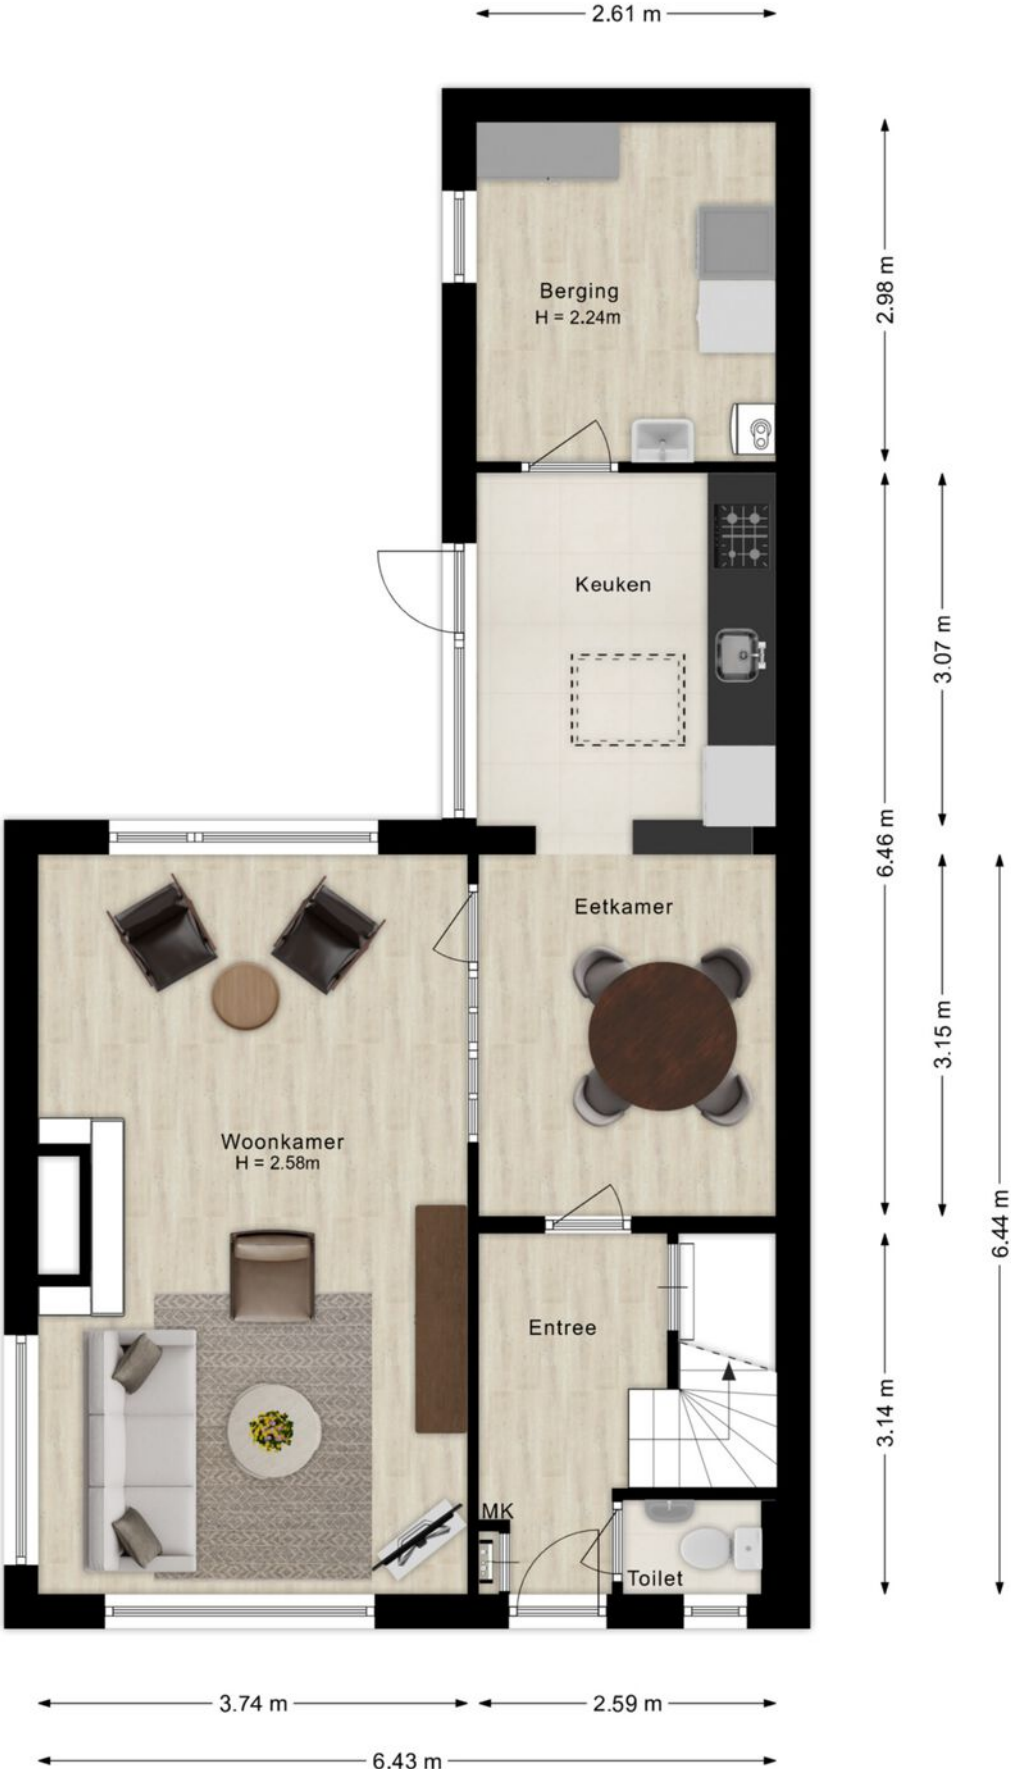 2.61 m
2.98 m
Berging
H = 2.24m
Keuken
3.07 m
6.46 m
Eetkamer
3.15 m
Woonkamer
H = 2.58m
6.44 m
Entree
3.14 m
MK
Toilet
3.74 m
2.59 m
6.43 m